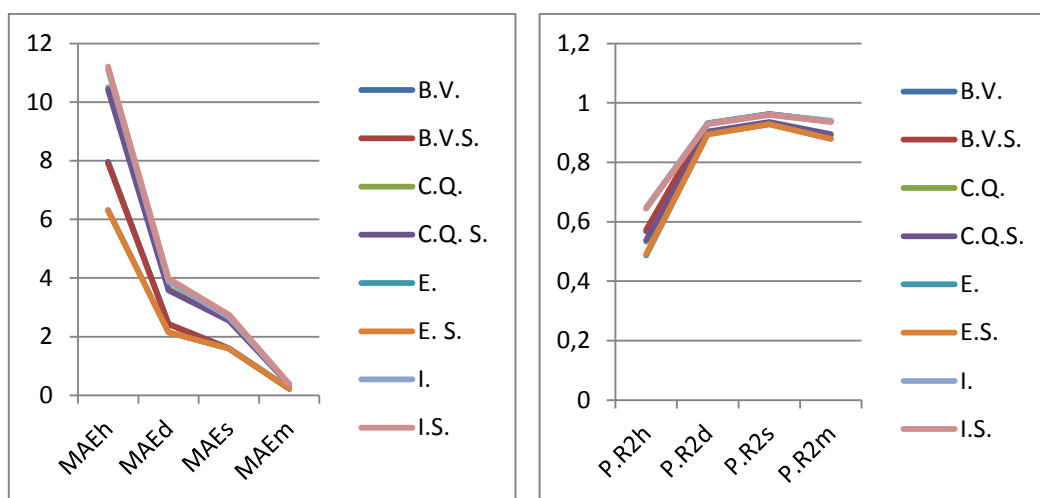 12
10
8
6
4
2
0
MAEh
MAEd
MAEs
MAEm
B.V.
B.V.S.
C.Q.
C.Q. S.
E.
E. S.
I.
I.S.
1,2
1
0,8
0,6
0,4
0,2
0
P.R2h
P.R2d
P.R2s
P.R2m
B.V.
B.V.S.
C.Q.
C.Q.S.
E.
E.S.
I.
I.S.